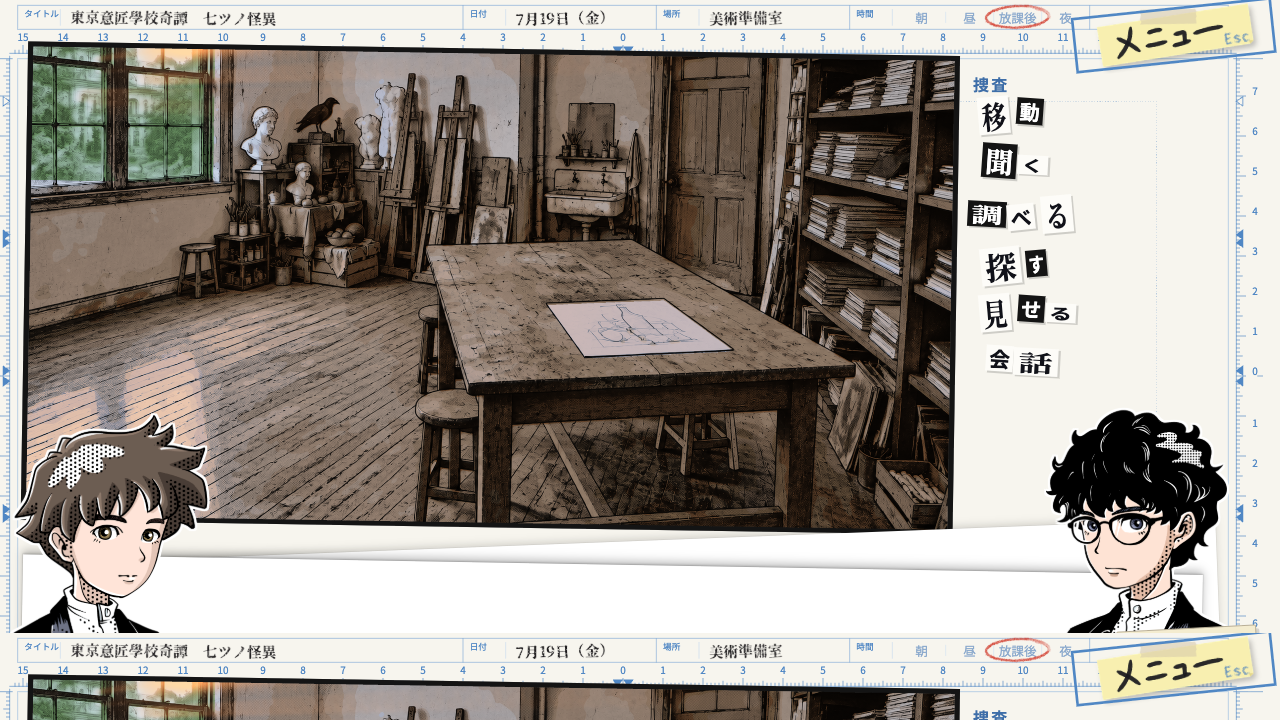 タイトル 東京意匠學校奇譚 七ツノ怪異 日付 7月19日（金） 場所 美術準備室 時間 朝 昼 放課後 夜
メニュー Esc
15 14 13 12 11 10 9 8 7 6 5 4 3 2 1 0 1 2 3 4 5 6 7 8 9 10 11
捜査
移動
聞く
調べる
探す
見せる
会話
7
6
5
4
3
2
1
0
1
2
3
4
5
6
タイトル 東京意匠學校奇譚 七ツノ怪異 日付 7月19日（金） 場所 美術準備室 時間 朝 昼 放課後 夜
メニュー Esc
15 14 13 12 11 10 9 8 7 6 5 4 3 2 1 0 1 2 3 4 5 6 7 8 9 10 11
捜査